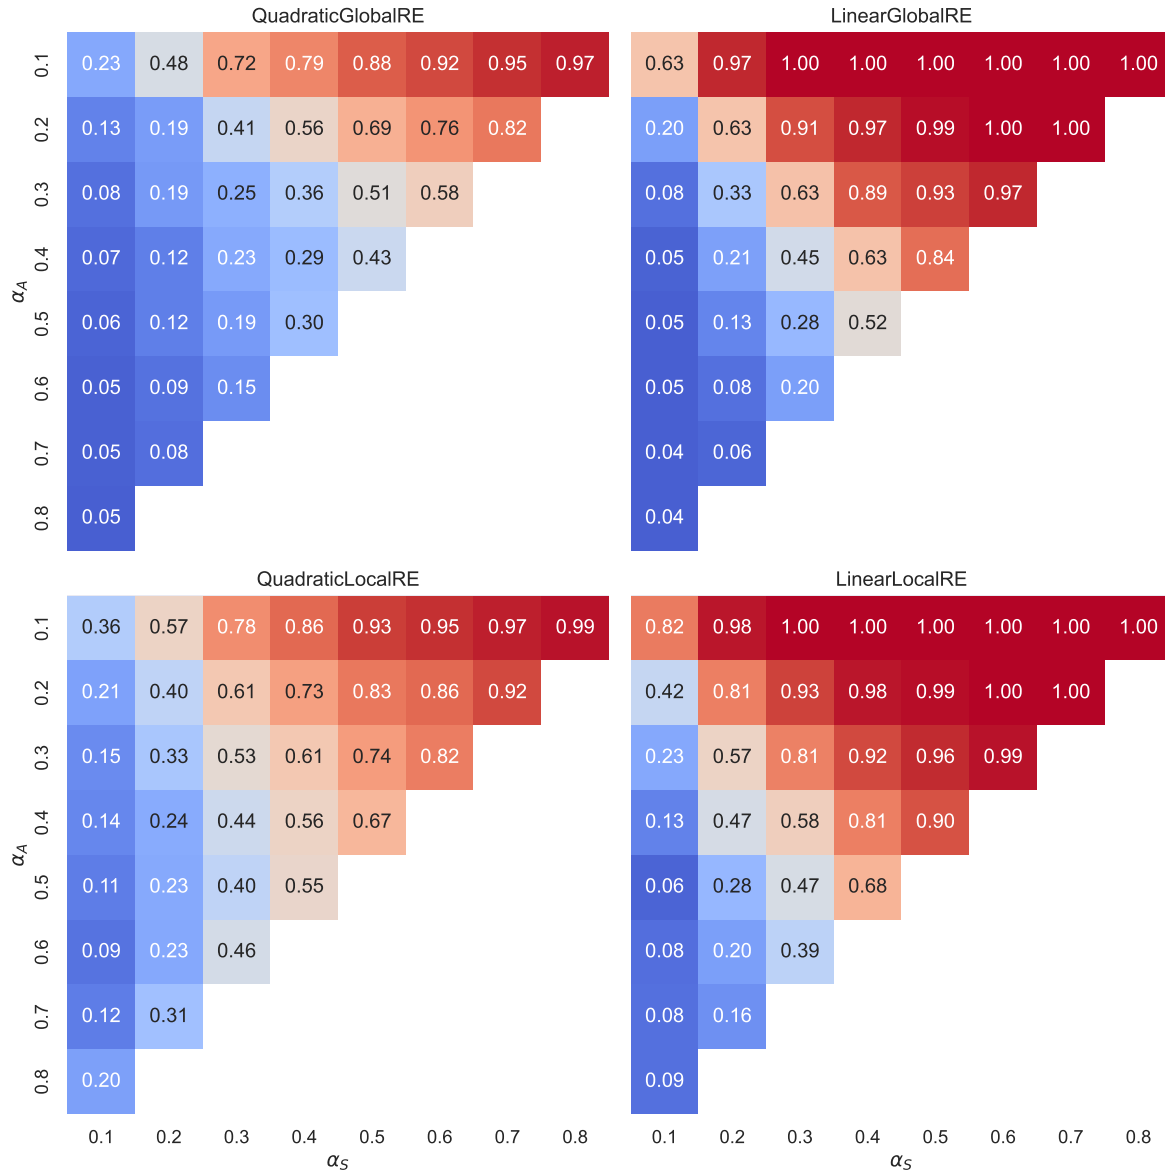 QuadraticGlobalRE
0.1 0.23 0.48 0.72 0.79 0.88 0.92 0.95 0.97
0.2 0.13 0.19 0.41 0.56 0.69 0.76 0.82
0.3 0.08 0.19 0.25 0.36 0.51 0.58
0.4 0.07 0.12 0.23 0.29 0.43
α_A
0.5 0.06 0.12 0.19 0.30
0.6 0.05 0.09 0.15
0.7 0.05 0.08
0.8 0.05
LinearGlobalRE
0.63 0.97 1.00 1.00 1.00 1.00 1.00 1.00
0.20 0.63 0.91 0.97 0.99 1.00 1.00
0.08 0.33 0.63 0.89 0.93 0.97
0.05 0.21 0.45 0.63 0.84
0.05 0.13 0.28 0.52
0.05 0.08 0.20
0.04 0.06
0.04
QuadraticLocalRE
0.1 0.36 0.57 0.78 0.86 0.93 0.95 0.97 0.99
0.2 0.21 0.40 0.61 0.73 0.83 0.86 0.92
0.3 0.15 0.33 0.53 0.61 0.74 0.82
0.4 0.14 0.24 0.44 0.56 0.67
α_A
0.5 0.11 0.23 0.40 0.55
0.6 0.09 0.23 0.46
0.7 0.12 0.31
0.8 0.20
0.1 0.2 0.3 0.4 0.5 0.6 0.7 0.8
α_S
LinearLocalRE
0.82 0.98 1.00 1.00 1.00 1.00 1.00 1.00
0.42 0.81 0.93 0.98 0.99 1.00 1.00
0.23 0.57 0.81 0.92 0.96 0.99
0.13 0.47 0.58 0.81 0.90
0.06 0.28 0.47 0.68
0.08 0.20 0.39
0.08 0.16
0.09
0.1 0.2 0.3 0.4 0.5 0.6 0.7 0.8
α_S